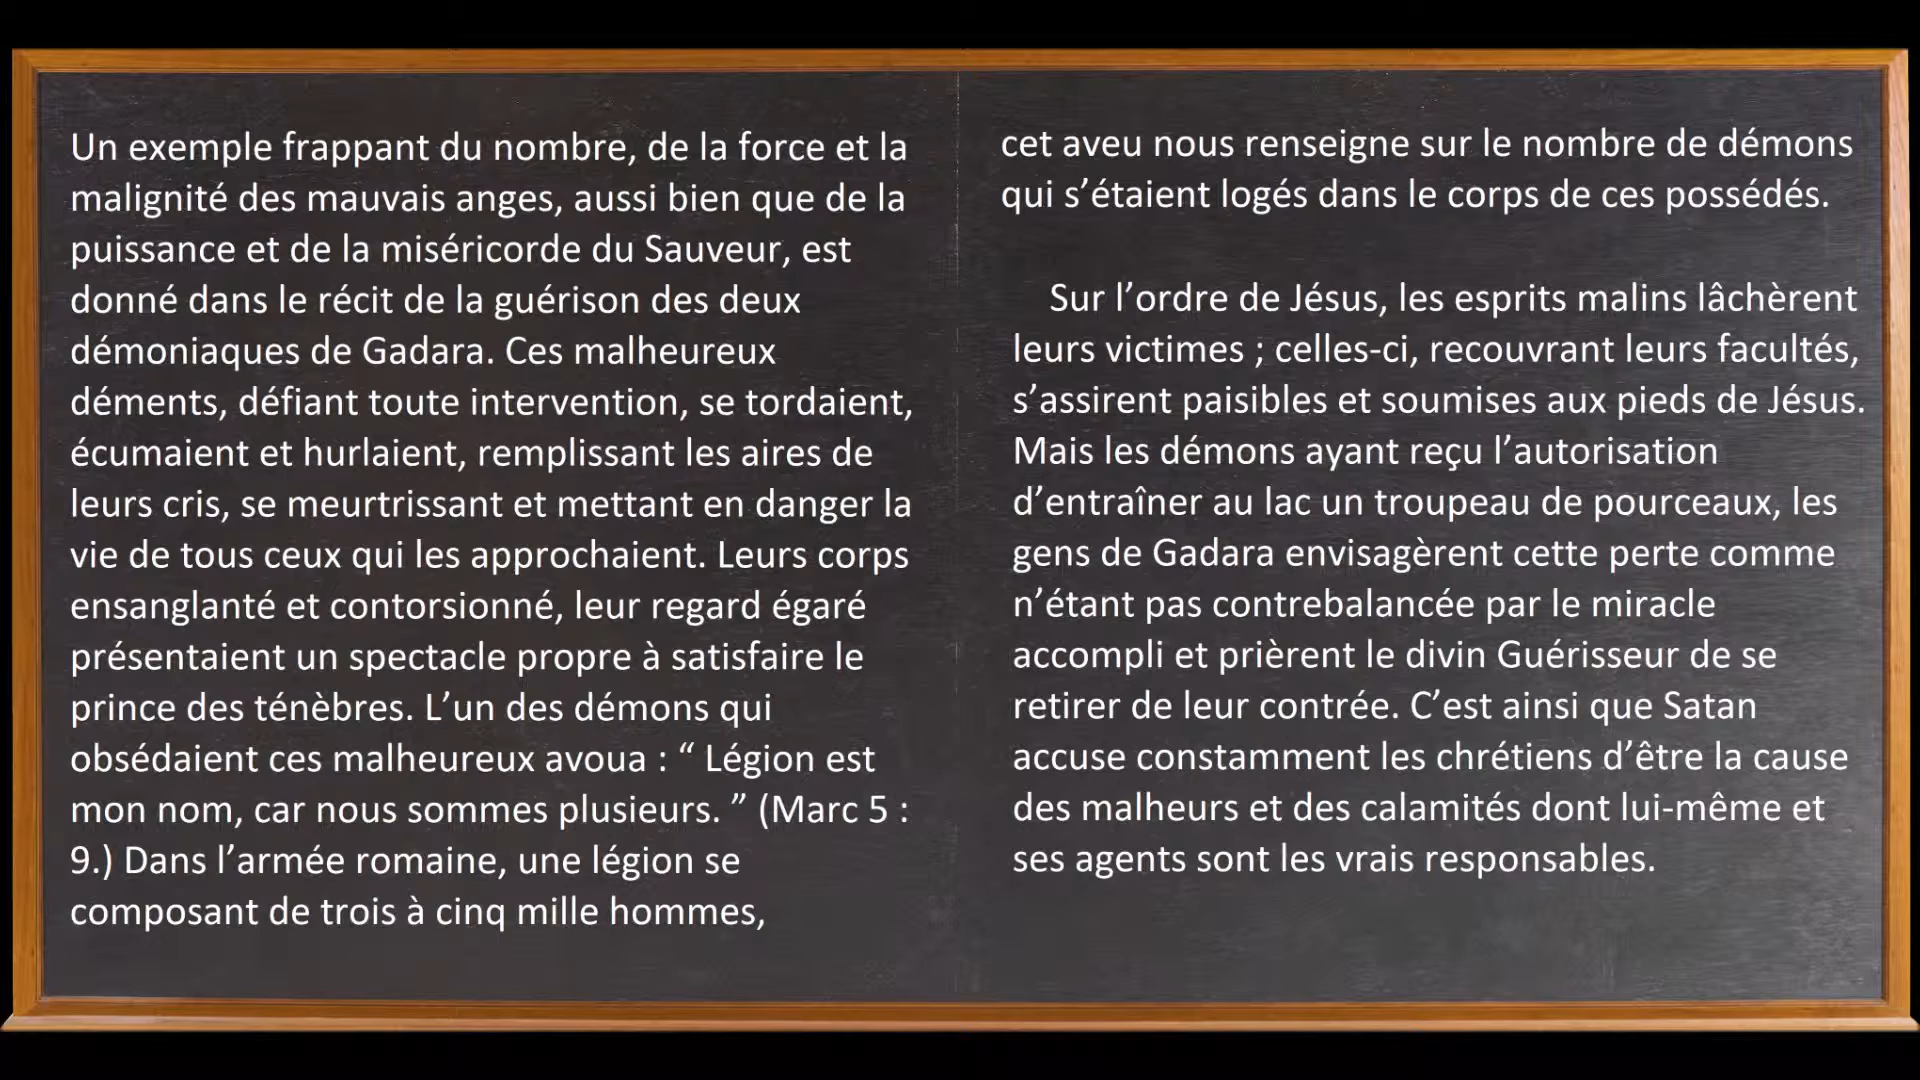 Un exemple frappant du nombre, de la force et la
malignité des mauvais anges, aussi bien que de la
puissance et de la miséricorde du Sauveur, est
donné dans le récit de la guérison des deux
démoniaques de Gadara. Ces malheureux
déments, défiant toute intervention, se tordaient,
écumaient et hurlaient, remplissant les aires de
leurs cris, se meurtrissant et mettant en danger la
vie de tous ceux qui les approchaient. Leurs corps
ensanglanté et contorsionné, leur regard égaré
présentaient un spectacle propre à satisfaire le
prince des ténèbres. L’un des démons qui
obsédaient ces malheureux avoua : “ Légion est
mon nom, car nous sommes plusieurs. ” (Marc 5 :
9.) Dans l’armée romaine, une légion se
composant de trois à cinq mille hommes,
cet aveu nous renseigne sur le nombre de démons
qui s’étaient logés dans le corps de ces possédés.
Sur l’ordre de Jésus, les esprits malins lâchèrent
leurs victimes ; celles-ci, recouvrant leurs facultés,
s’assirent paisibles et soumises aux pieds de Jésus.
Mais les démons ayant reçu l’autorisation
d’entraîner au lac un troupeau de pourceaux, les
gens de Gadara envisagèrent cette perte comme
n’étant pas contrebalancée par le miracle
accompli et prièrent le divin Guérisseur de se
retirer de leur contrée. C’est ainsi que Satan
accuse constamment les chrétiens d’être la cause
des malheurs et des calamités dont lui-même et
ses agents sont les vrais responsables.